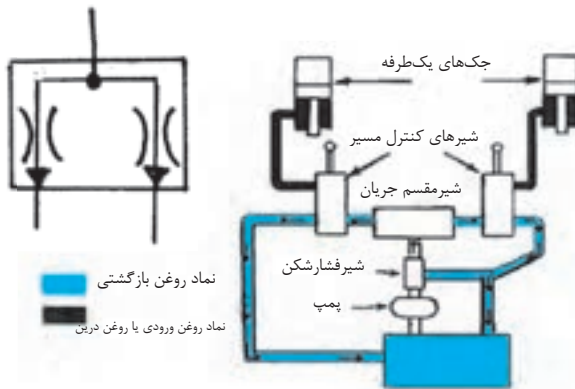 جک‌های یک‌طرفه
شیرهای کنترل مسیر
شیرمقسم جریان
شیرفشارشکن
پمپ
نماد روغن بازگشتی
نماد روغن ورودی یا روغن درین